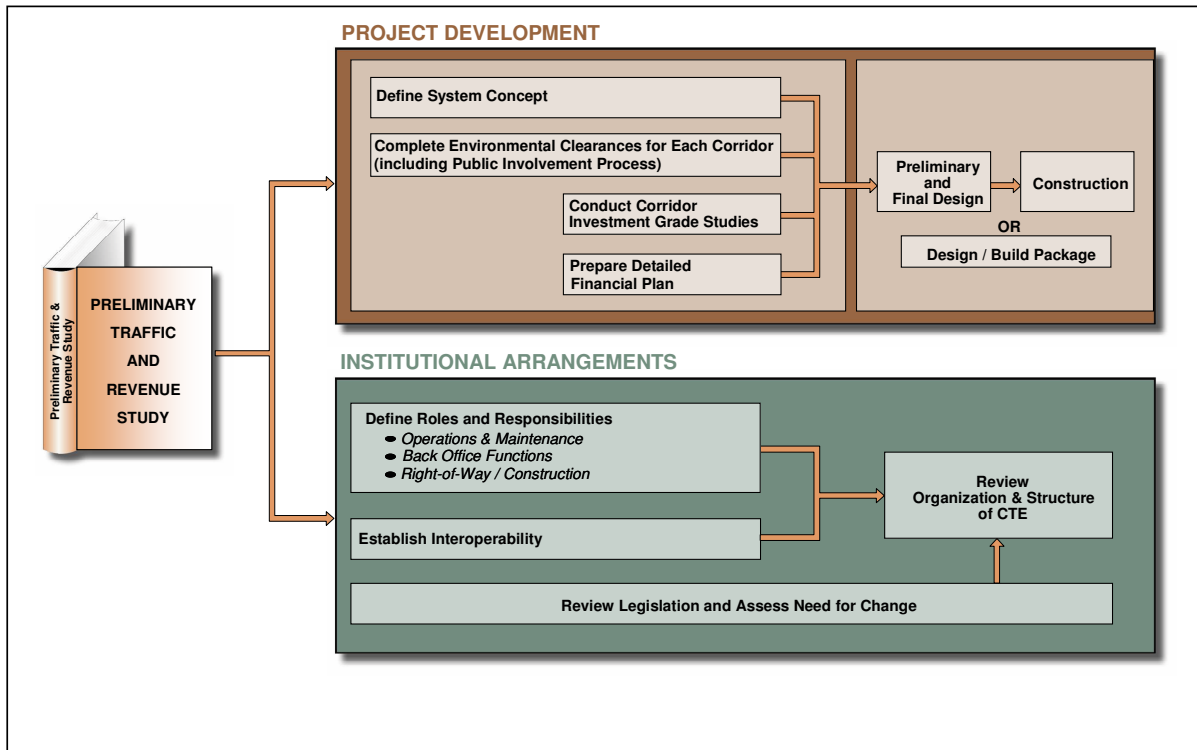 PROJECT DEVELOPMENT
Define System Concept
Complete Environmental Clearances for Each Corridor
(including Public Involvement Process)
Conduct Corridor
Investment Grade Studies
Prepare Detailed
Financial Plan
Preliminary
and
Final Design
Construction
OR
Design / Build Package
Preliminary Traffic &
Revenue Study
PRELIMINARY
TRAFFIC
AND
REVENUE
STUDY
INSTITUTIONAL ARRANGEMENTS
Define Roles and Responsibilities
Operations & Maintenance
Back Office Functions
Right-of-Way / Construction
Establish Interoperability
Review
Organization & Structure
of CTE
Review Legislation and Assess Need for Change